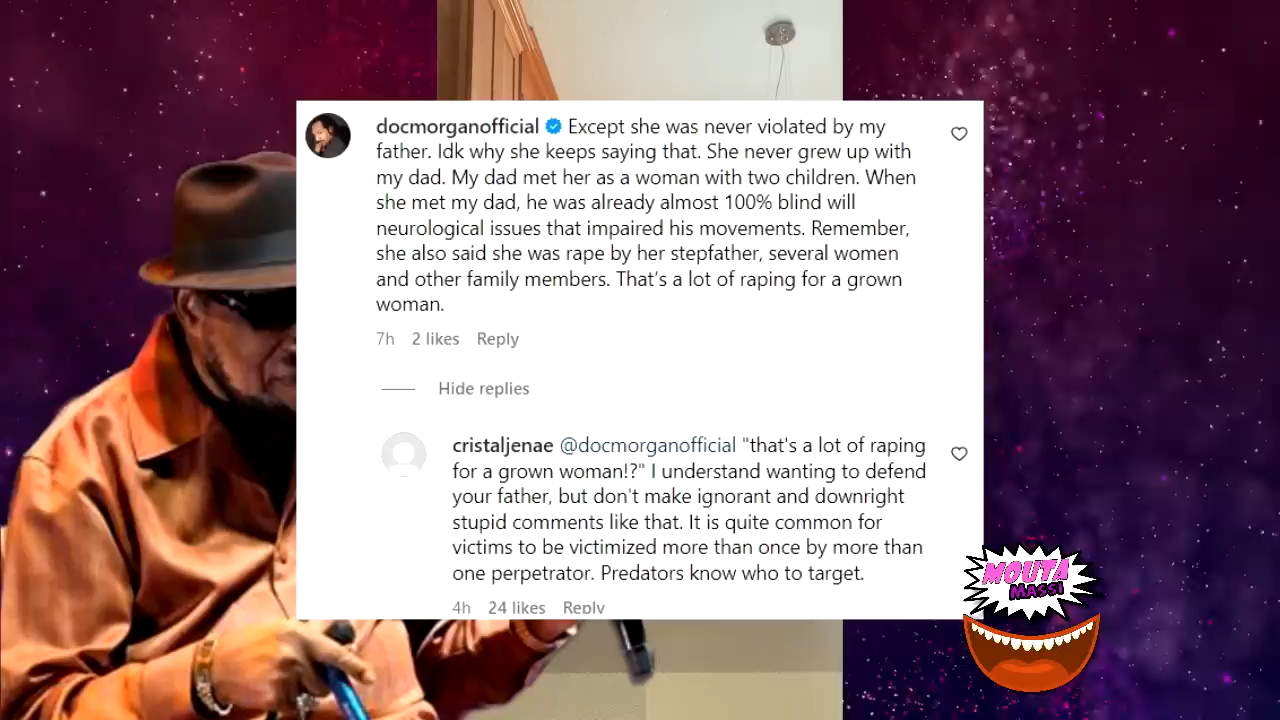 docmorganofficial Except she was never violated by my
father. Idk why she keeps saying that. She never grew up with
my dad. My dad met her as a woman with two children. When
she met my dad, he was already almost 100% blind will
neurological issues that impaired his movements. Remember,
she also said she was rape by her stepfather, several women
and other family members. That's a lot of raping for a grown
woman.
7h 2 likes Reply
Hide replies
cristaljenae @docmorganofficial "that's a lot of raping
for a grown woman!?" I understand wanting to defend
your father, but don't make ignorant and downright
stupid comments like that. It is quite common for
victims to be victimized more than once by more than
one perpetrator. Predators know who to target.
4h 24 likes Reply
MOUTA
MASSI